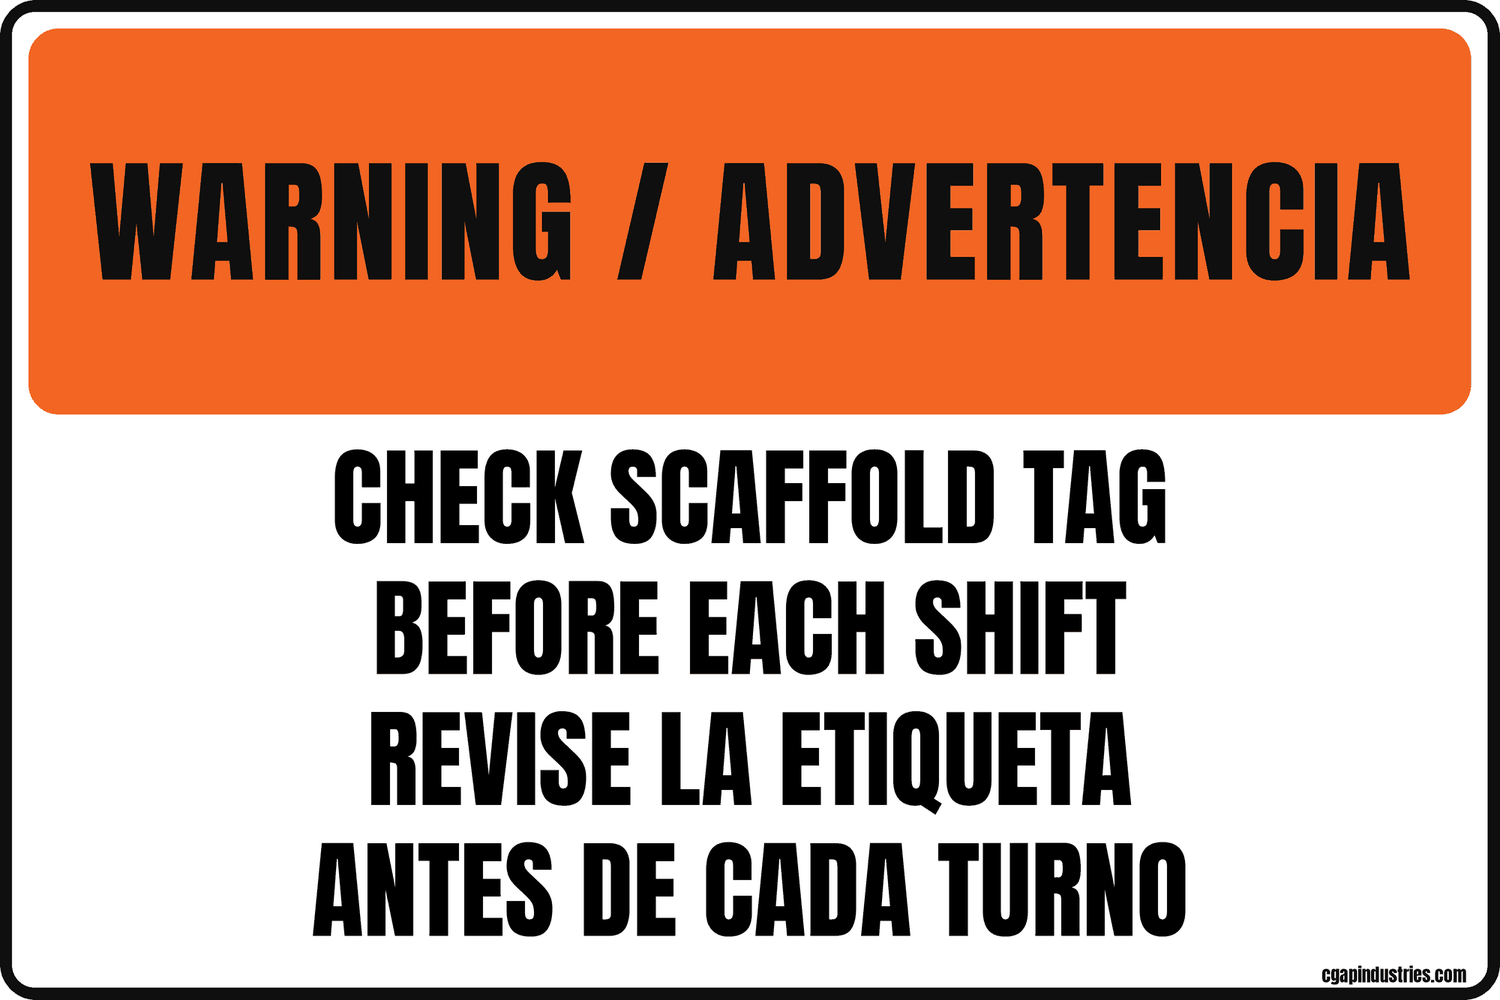 WARNING / ADVERTENCIA
CHECK SCAFFOLD TAG
BEFORE EACH SHIFT
REVISE LA ETIQUETA
ANTES DE CADA TURNO
cgapindustries.com